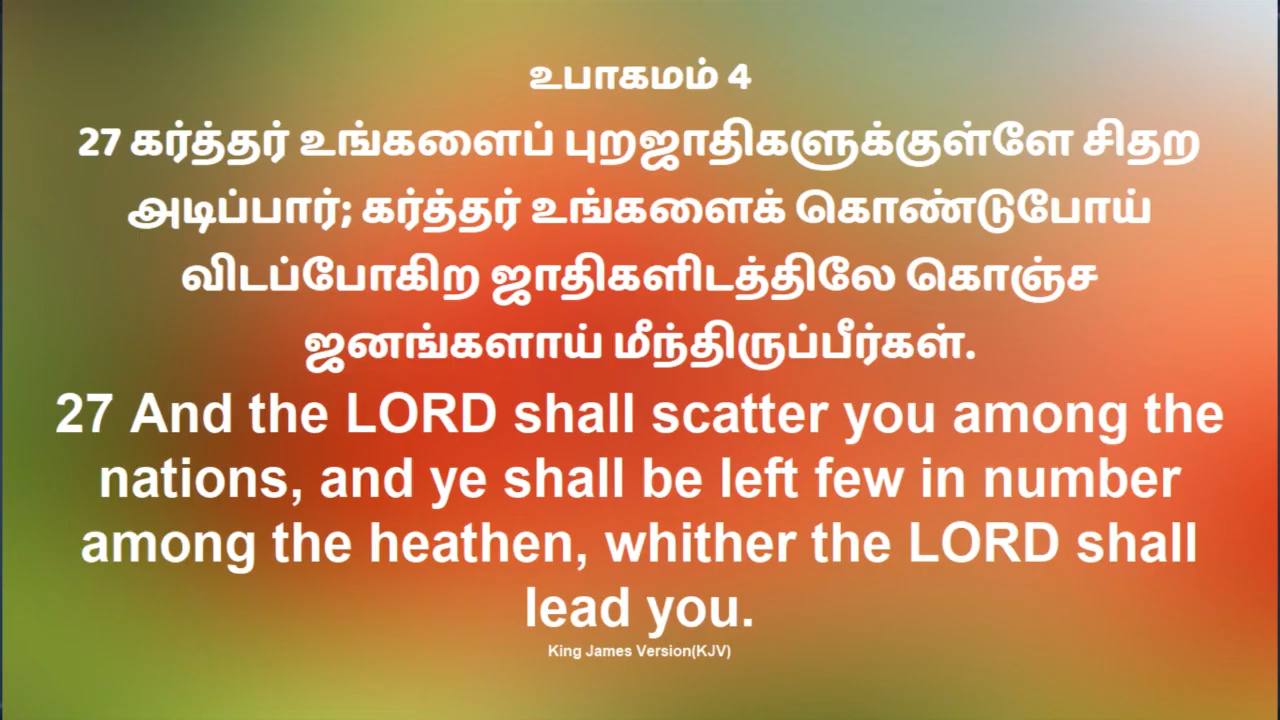 உபாகமம் 4
27 கர்த்தர் உங்களைப் புறஜாதிகளுக்குள்ளே சிதற
அடிப்பார்; கர்த்தர் உங்களைக் கொண்டுபோய்
விடப்போகிற ஜாதிகளிடத்திலே கொஞ்ச
ஜனங்களாய் மீந்திருப்பீர்கள்.
27 And the LORD shall scatter you among the
nations, and ye shall be left few in number
among the heathen, whither the LORD shall
lead you.
King James Version(KJV)